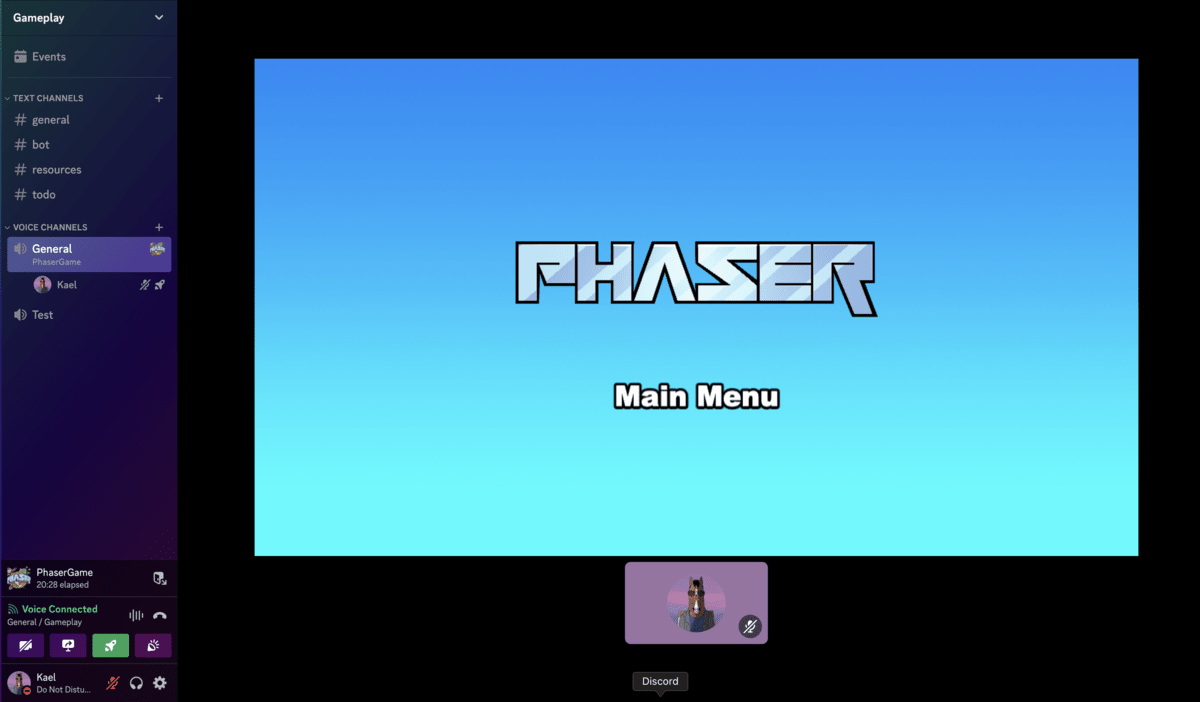 Gameplay
Events
TEXT CHANNELS
general
bot
resources
todo
VOICE CHANNELS
General
PhaserGame
Kael
Test
PhaserGame
20:28 elapsed
Voice Connected
General / Gameplay
Kael
Do Not Distu...
PHASER
Main Menu
Discord